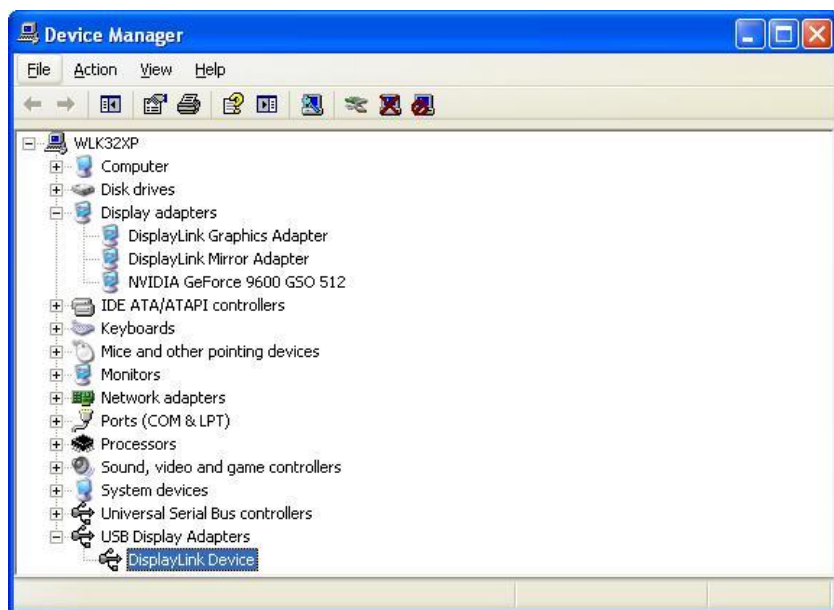 Device Manager
File Action View Help
WLK32XP
Computer
Disk drives
Display adapters
DisplayLink Graphics Adapter
DisplayLink Mirror Adapter
NVIDIA GeForce 9600 GSO 512
IDE ATA/ATAPI controllers
Keyboards
Mice and other pointing devices
Monitors
Network adapters
Ports (COM & LPT)
Processors
Sound, video and game controllers
System devices
Universal Serial Bus controllers
USB Display Adapters
DisplayLink Device